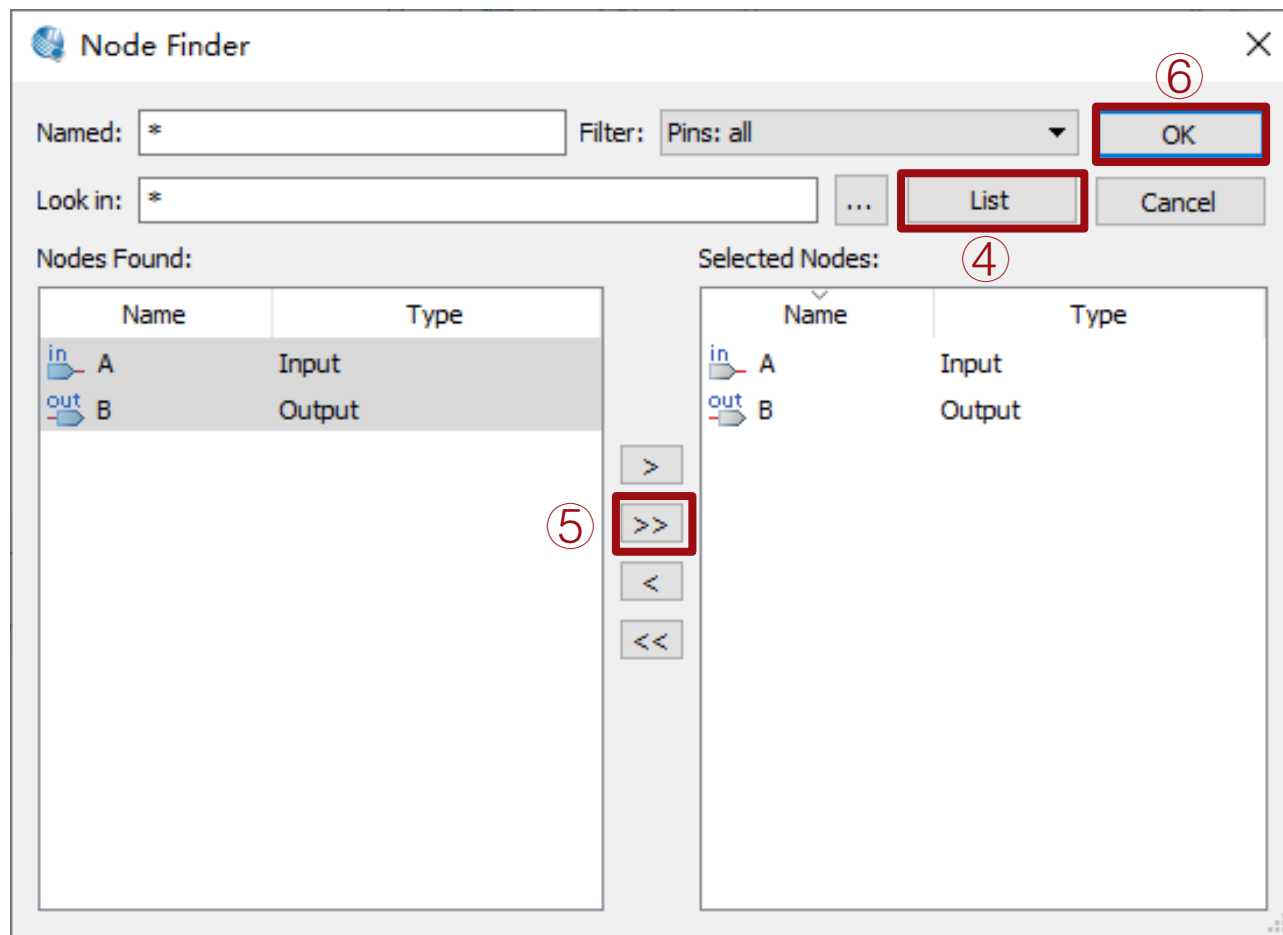 Node Finder
⑥
Named: * Filter: Pins: all OK
Look in: * ... List Cancel
Nodes Found: Selected Nodes: ④
Name Type Name Type
in A Input in A Input
out B Output out B Output
>
⑤ >>
<
<<